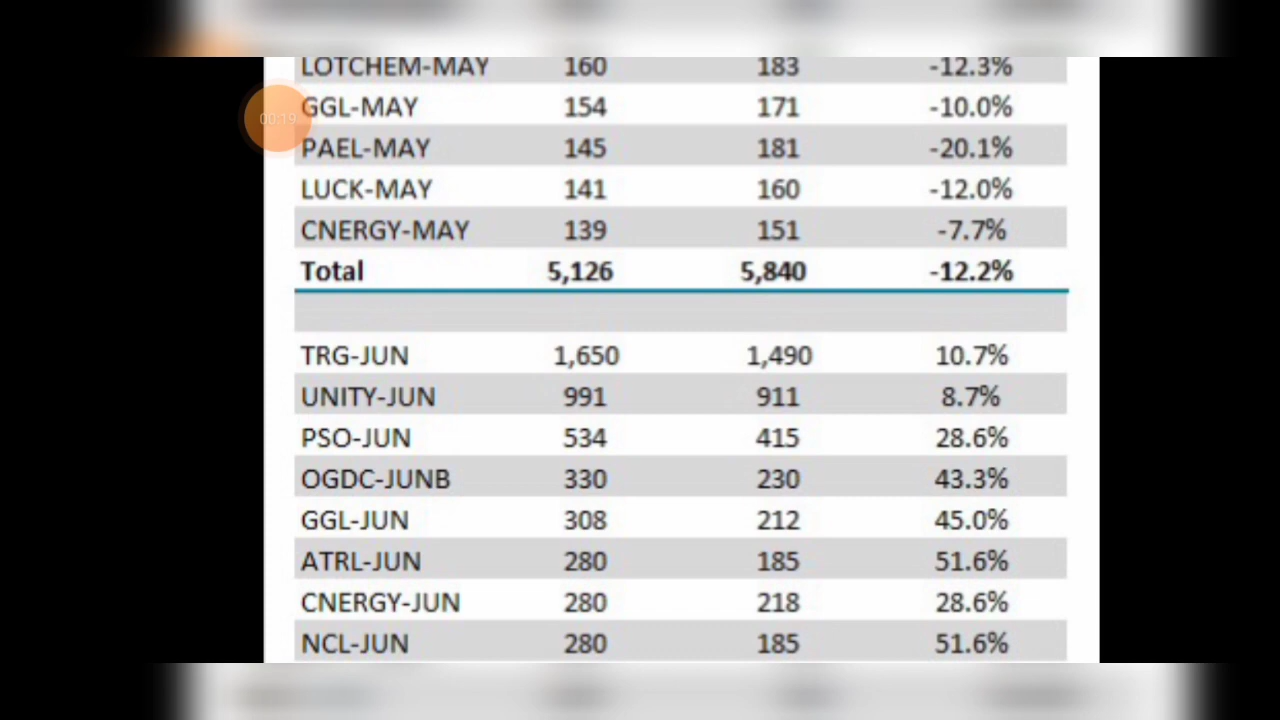 LOTCHEM-MAY 160 183 -12.3%
00:19
GGL-MAY 154 171 -10.0%
PAEL-MAY 145 181 -20.1%
LUCK-MAY 141 160 -12.0%
CNERGY-MAY 139 151 -7.7%
Total 5,126 5,840 -12.2%
TRG-JUN 1,650 1,490 10.7%
UNITY-JUN 991 911 8.7%
PSO-JUN 534 415 28.6%
OGDC-JUNB 330 230 43.3%
GGL-JUN 308 212 45.0%
ATRL-JUN 280 185 51.6%
CNERGY-JUN 280 218 28.6%
NCL-JUN 280 185 51.6%